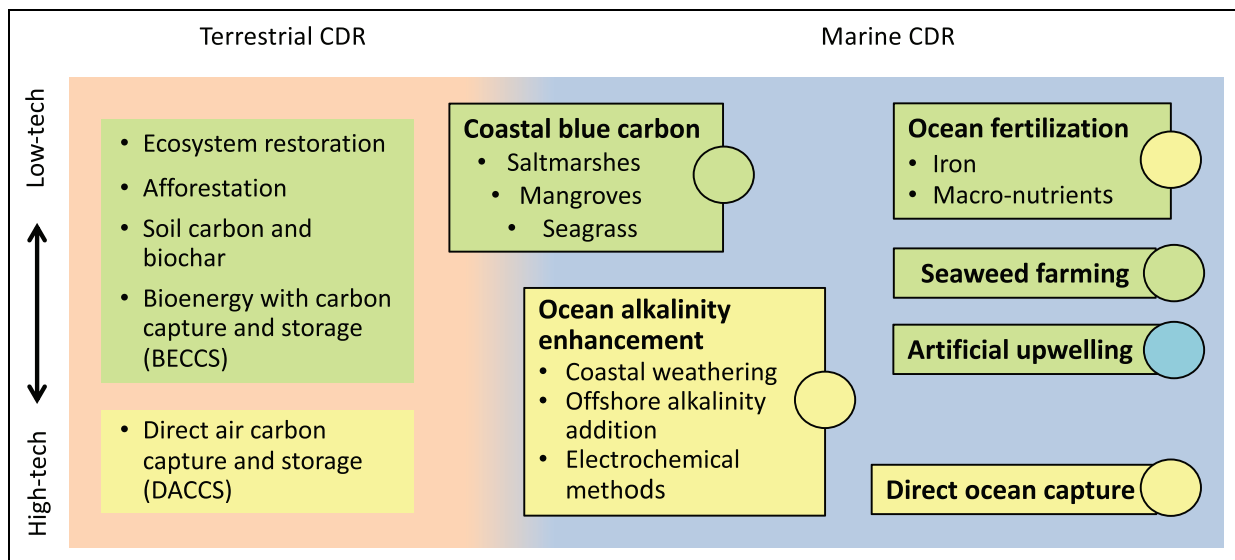 Terrestrial CDR
Marine CDR
Low-tech
High-tech
• Ecosystem restoration
• Afforestation
• Soil carbon and
biochar
• Bioenergy with carbon
capture and storage
(BECCS)
• Direct air carbon
capture and storage
(DACCS)
Coastal blue carbon
• Saltmarshes
• Mangroves
• Seagrass
Ocean alkalinity
enhancement
• Coastal weathering
• Offshore alkalinity
addition
• Electrochemical
methods
Ocean fertilization
• Iron
• Macro-nutrients
Seaweed farming
Artificial upwelling
Direct ocean capture